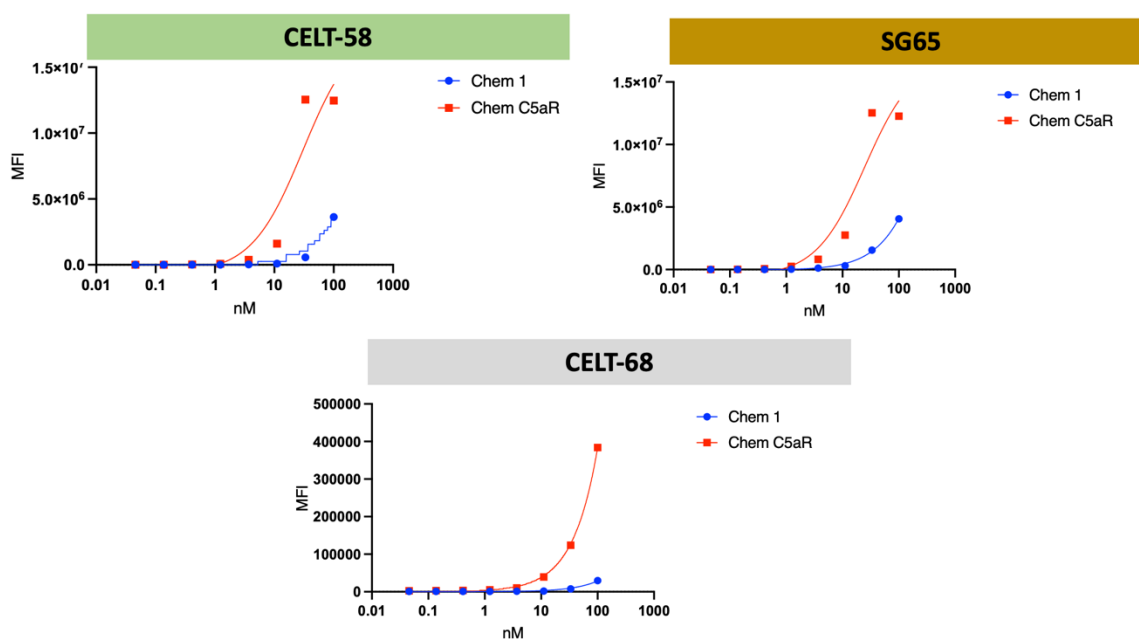 CELT-58
1.5×10⁷
1.0×10⁷
5.0×10⁶
0.0
0.01
0.1
1
10
100
1000
MFI
nM
Chem 1
Chem C5aR
SG65
1.5×10⁷
1.0×10⁷
5.0×10⁶
0.0
0.01
0.1
1
10
100
1000
MFI
nM
Chem 1
Chem C5aR
CELT-68
500000
400000
300000
200000
100000
0
0.01
0.1
1
10
100
1000
MFI
nM
Chem 1
Chem C5aR